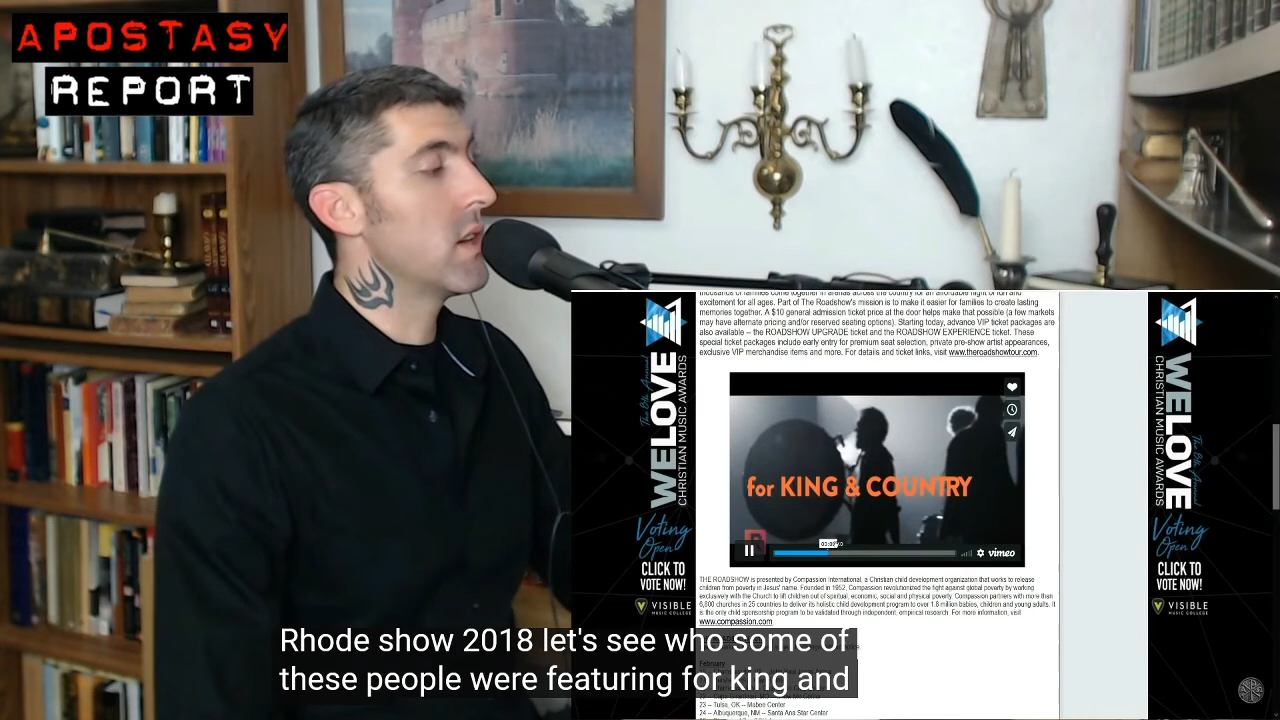 APOSTASY
REPORT
excitement for all ages. Part of The Roadshow's mission is to make it easier for families to create lasting
memories together. A $10 general admission ticket price at the door helps make that possible (a few markets
may have alternate pricing and/or reserved seating options). Starting today, advance VIP ticket packages are
also available – the ROADSHOW UPGRADE ticket and the ROADSHOW EXPERIENCE ticket. These
special ticket packages include early entry for premium seat selection, private pre-show artist appearances,
exclusive VIP merchandise items and more. For details and ticket links, visit www.theroadshowtour.com.
for KING & COUNTRY
vimeo
THE ROADSHOW is presented by Compassion International, a Christian child development organization that works to release
children from poverty in Jesus' name. Founded in 1952, Compassion revolutionized the fight against global poverty by working
exclusively with the Church to lift children out of spiritual, economic, social and physical poverty. Compassion partners with more than
6,800 churches in 25 countries to deliver its holistic child development program to over 1.8 million babies, children and young adults. It
is the only child sponsorship program to be validated through independent, empirical research. For more information, visit
www.compassion.com
February
23 – Tulsa, OK – Mabee Center
24 – Albuquerque, NM – Santa Ana Star Center
The 8th Annual
WELOVE
CHRISTIAN MUSIC AWARDS
Voting
Open
CLICK TO
VOTE NOW!
VISIBLE
MUSIC COLLEGE
The 8th Annual
WELOVE
CHRISTIAN MUSIC AWARDS
Voting
Open
CLICK TO
VOTE NOW!
VISIBLE
MUSIC COLLEGE
Rhode show 2018 let's see who some of
these people were featuring for king and